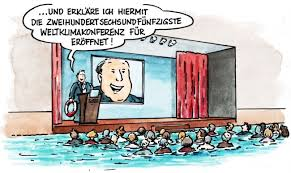 ...UND ERKLÄRE ICH HIERMIT
DIE ZWEIHUNDERTSECHSUNDFÜNFZIGSTE
WELTKLIMAKONFERENZ FÜR
ERÖFFNET!